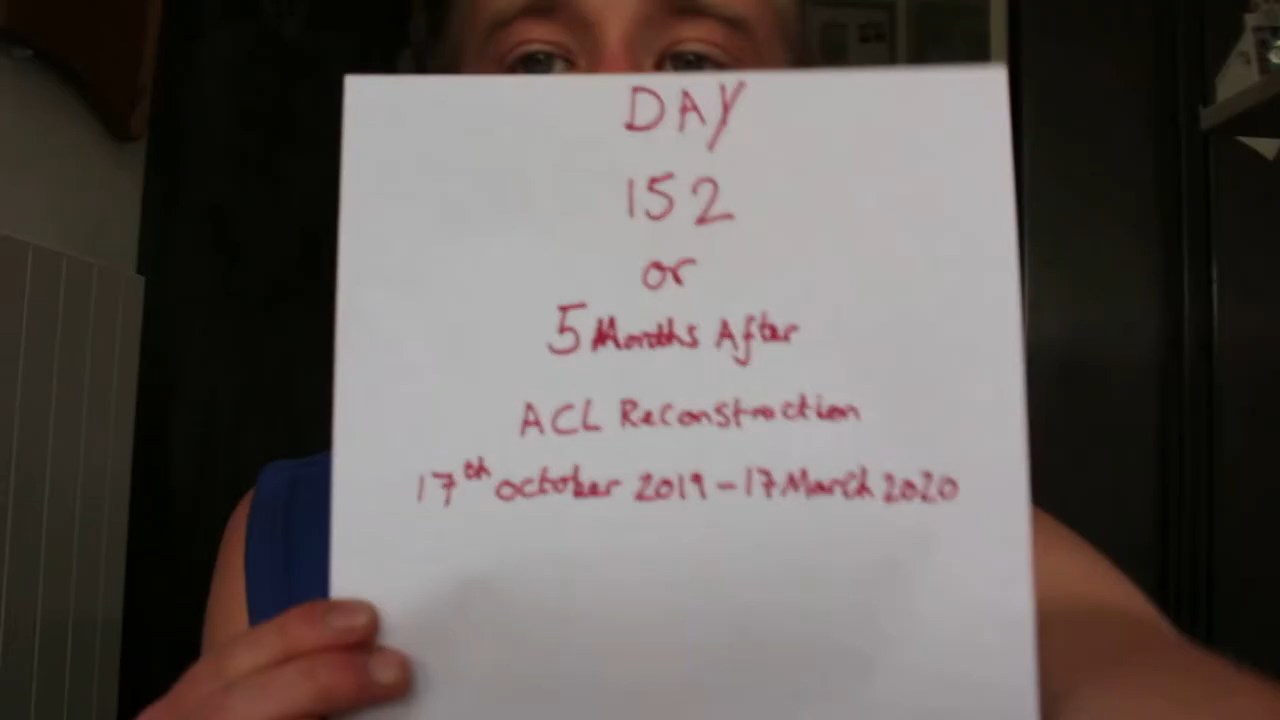 DAY
152
or
5 Months After
ACL Reconstruction
17th october 2019 - 17 March 2020